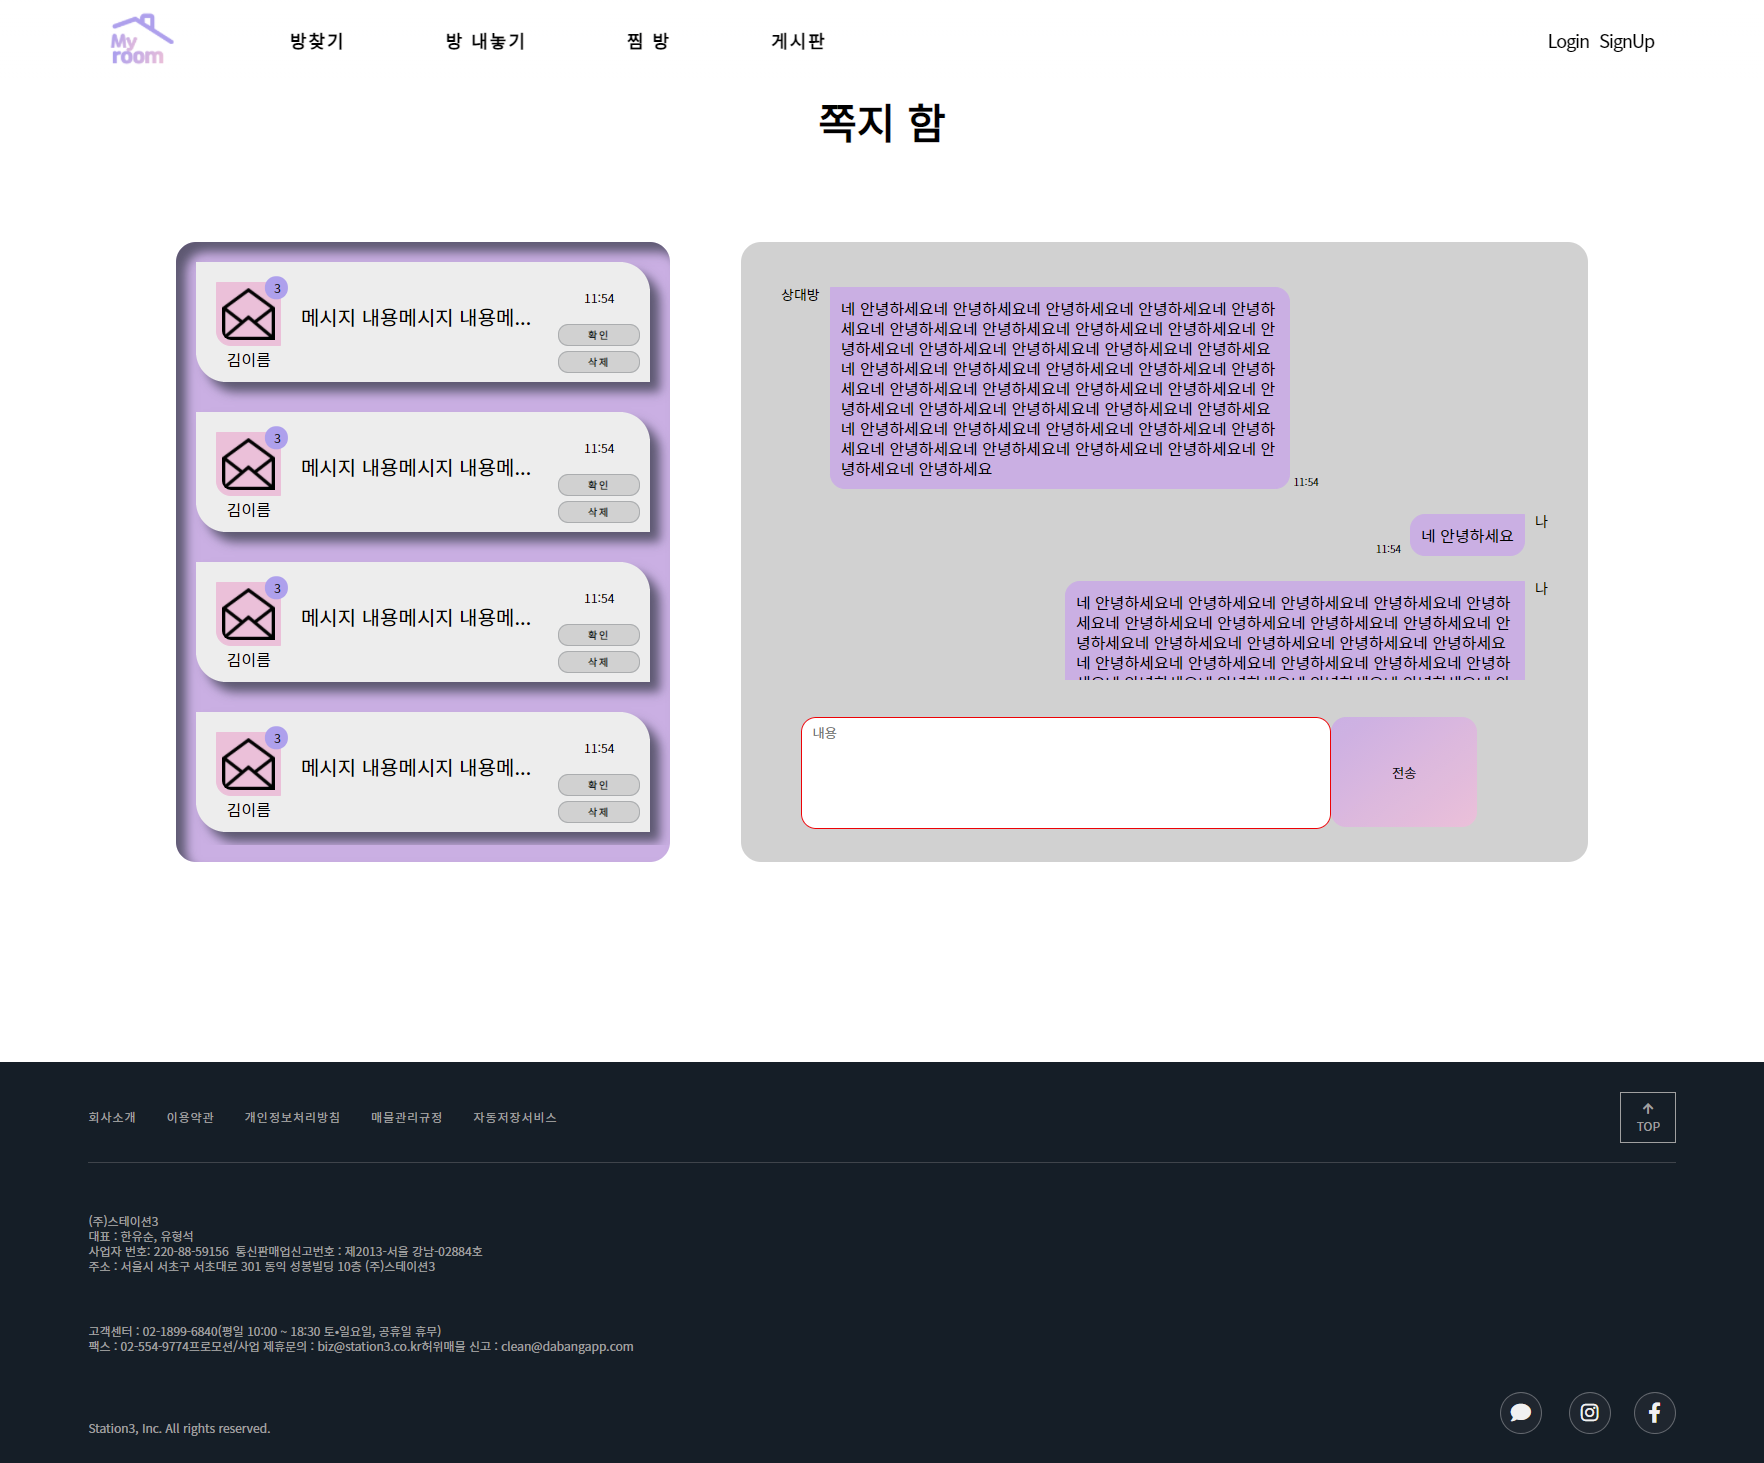 My
room
방찾기
방 내놓기
찜 방
게시판
Login SignUp
쪽지 함
3
메시지 내용메시지 내용메...
11:54
확인
삭제
김이름
3
메시지 내용메시지 내용메...
11:54
확인
삭제
김이름
3
메시지 내용메시지 내용메...
11:54
확인
삭제
김이름
3
메시지 내용메시지 내용메...
11:54
확인
삭제
김이름
상대방
네 안녕하세요네 안녕하세요네 안녕하세요네 안녕하세요네 안녕하
세요네 안녕하세요네 안녕하세요네 안녕하세요네 안녕하세요네 안
녕하세요네 안녕하세요네 안녕하세요네 안녕하세요네 안녕하세요
네 안녕하세요네 안녕하세요네 안녕하세요네 안녕하세요네 안녕하
세요네 안녕하세요네 안녕하세요네 안녕하세요네 안녕하세요네 안
녕하세요네 안녕하세요네 안녕하세요네 안녕하세요네 안녕하세요
네 안녕하세요네 안녕하세요네 안녕하세요네 안녕하세요네 안녕하
세요네 안녕하세요네 안녕하세요네 안녕하세요네 안녕하세요네 안
녕하세요네 안녕하세요
11:54
나
네 안녕하세요
11:54
나
네 안녕하세요네 안녕하세요네 안녕하세요네 안녕하세요네 안녕하
세요네 안녕하세요네 안녕하세요네 안녕하세요네 안녕하세요네 안
녕하세요네 안녕하세요네 안녕하세요네 안녕하세요네 안녕하세요
네 안녕하세요네 안녕하세요네 안녕하세요네 안녕하세요네 안녕하
내용
전송
회사소개
이용약관
개인정보처리방침
매물관리규정
자동저장서비스
TOP
(주)스테이션3
대표 : 한유순, 유형석
사업자 번호: 220-88-59156 통신판매업신고번호 : 제2013-서울 강남-02884호
주소 : 서울시 서초구 서초대로 301 동익 성봉빌딩 10층 (주)스테이션3
고객센터 : 02-1899-6840(평일 10:00 ~ 18:30 토•일요일, 공휴일 휴무)
팩스 : 02-554-9774프로모션/사업 제휴문의 : biz@station3.co.kr허위매물 신고 : clean@dabangapp.com
Station3, Inc. All rights reserved.